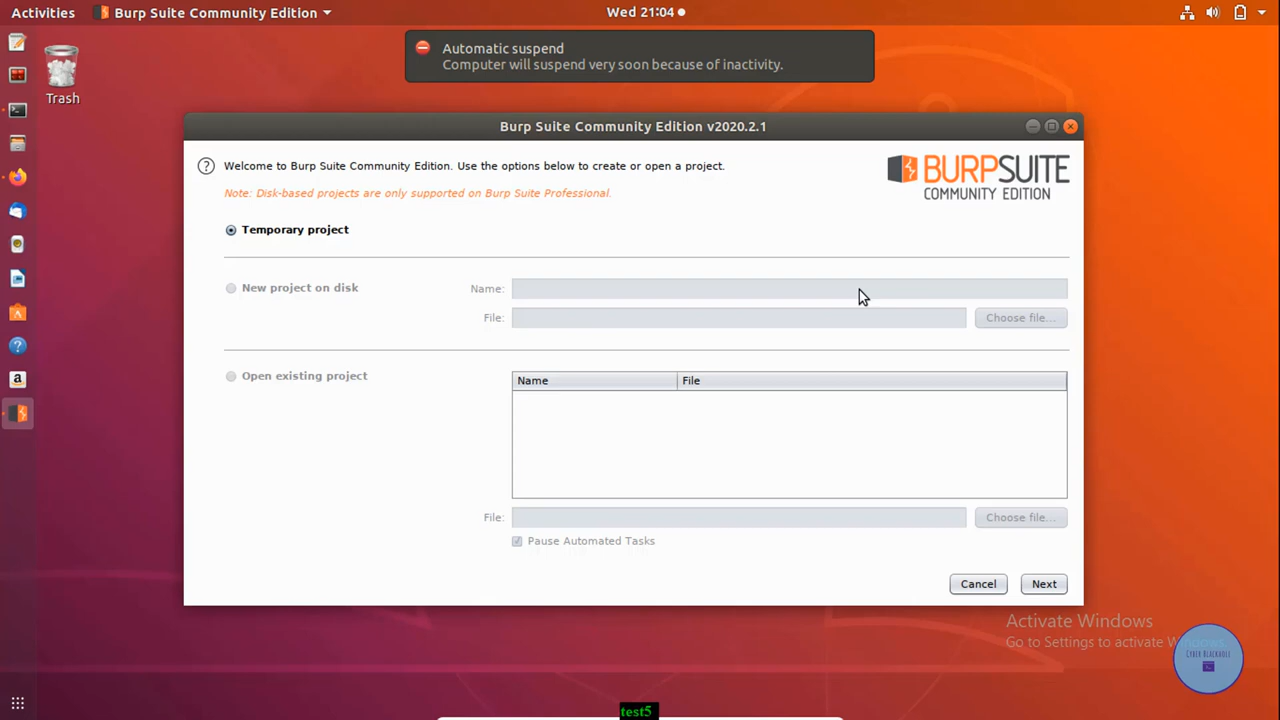 Activities
Burp Suite Community Edition
Wed 21:04
Automatic suspend
Computer will suspend very soon because of inactivity.
Trash
Burp Suite Community Edition v2020.2.1
Welcome to Burp Suite Community Edition. Use the options below to create or open a project.
Note: Disk-based projects are only supported on Burp Suite Professional.
BURPSUITE
COMMUNITY EDITION
Temporary project
New project on disk
Name:
File:
Choose file...
Open existing project
Name
File
File:
Choose file...
Pause Automated Tasks
Cancel
Next
Activate Windows
Go to Settings to activate Windows.
CYBER BLACKHOLE
test5